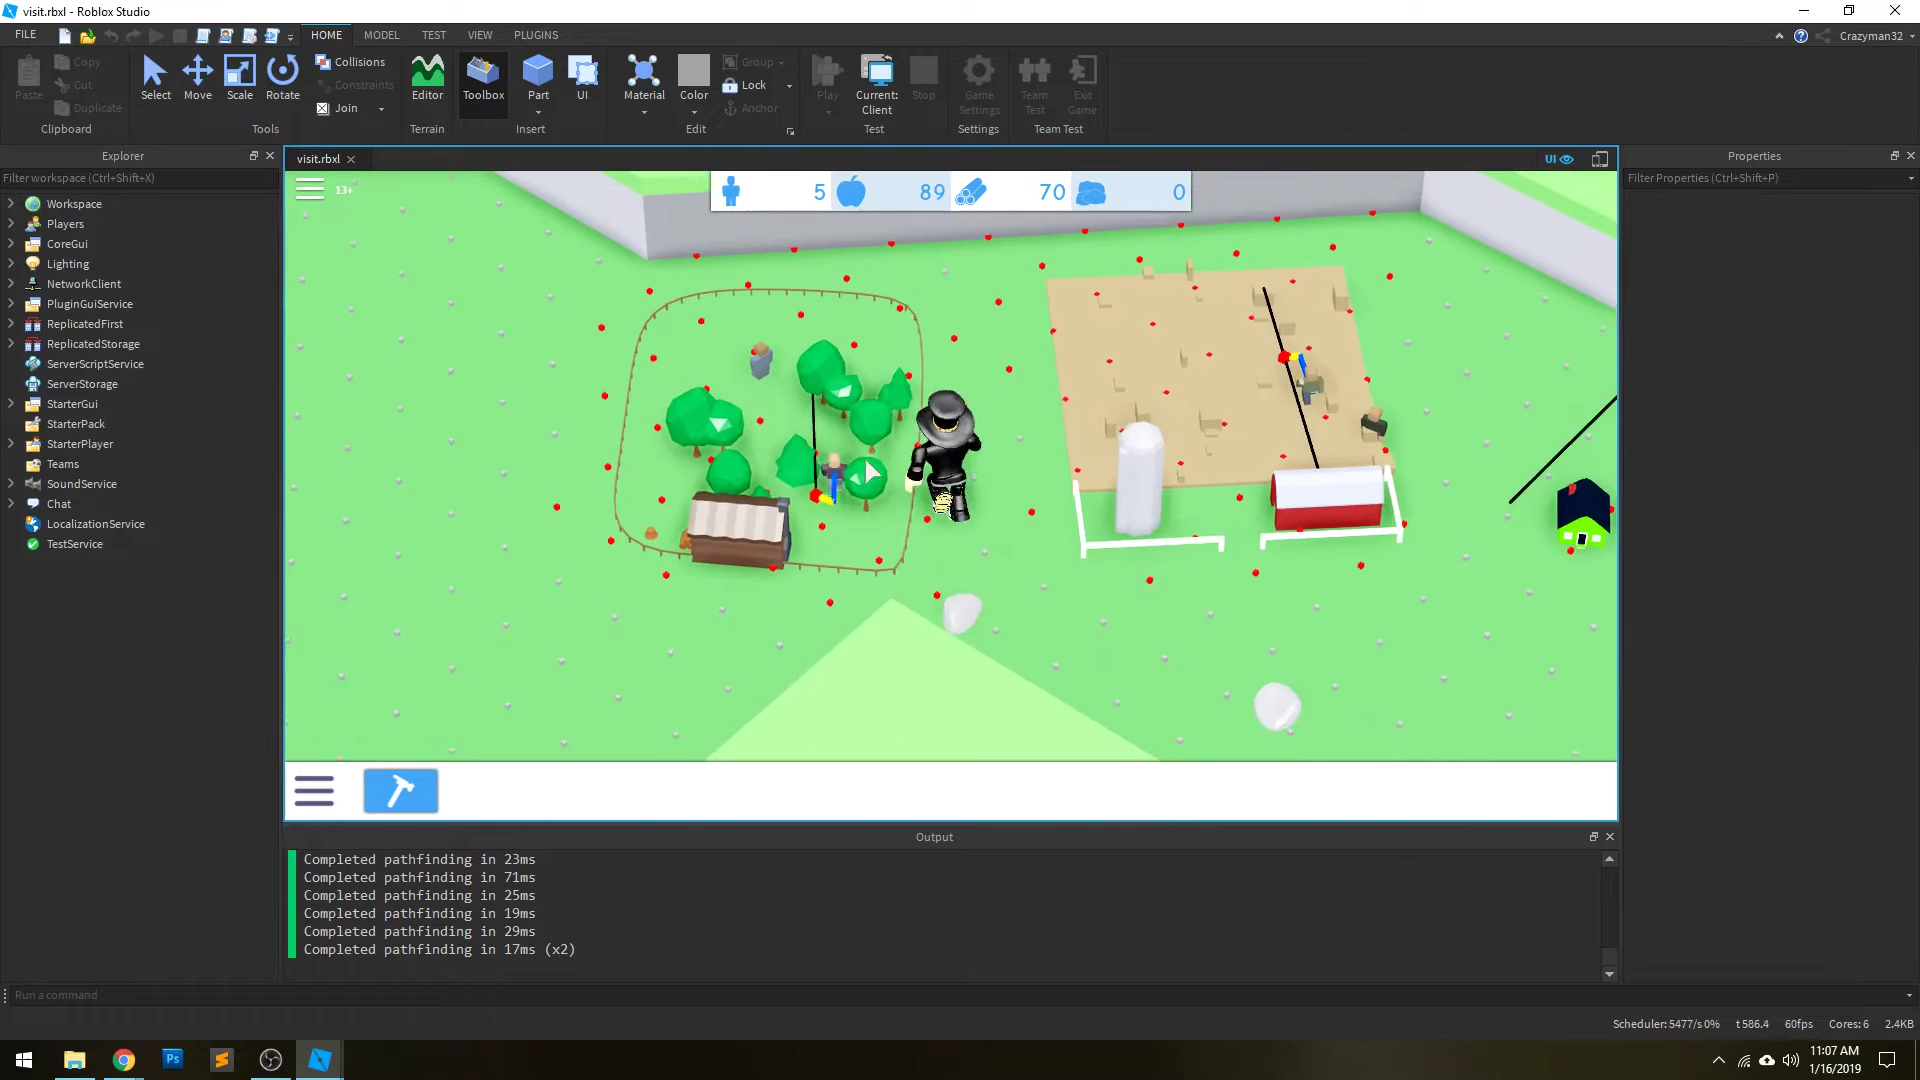 visit.rbxl - Roblox Studio
FILE
HOME
MODEL
TEST
VIEW
PLUGINS
Crazyman32
Paste
Copy
Cut
Duplicate
Clipboard
Select
Move
Scale
Rotate
Collisions
Constraints
Join
Tools
Editor
Terrain
Toolbox
Part
UI
Insert
Material
Color
Group
Lock
Anchor
Edit
Play
Current:
Client
Stop
Test
Game
Settings
Settings
Team
Test
Exit
Game
Team Test
Explorer
Filter workspace (Ctrl+Shift+X)
Workspace
Players
CoreGui
Lighting
NetworkClient
PluginGuiService
ReplicatedFirst
ReplicatedStorage
ServerScriptService
ServerStorage
StarterGui
StarterPack
StarterPlayer
Teams
SoundService
Chat
LocalizationService
TestService
visit.rbxl
UI
13+
5
89
70
0
Properties
Filter Properties (Ctrl+Shift+P)
Output
Completed pathfinding in 23ms
Completed pathfinding in 71ms
Completed pathfinding in 25ms
Completed pathfinding in 19ms
Completed pathfinding in 29ms
Completed pathfinding in 17ms (x2)
Run a command
Scheduler: 5477/s 0%
t 586.4
60fps
Cores: 6
2.4KB
Ps
11:07 AM
1/16/2019